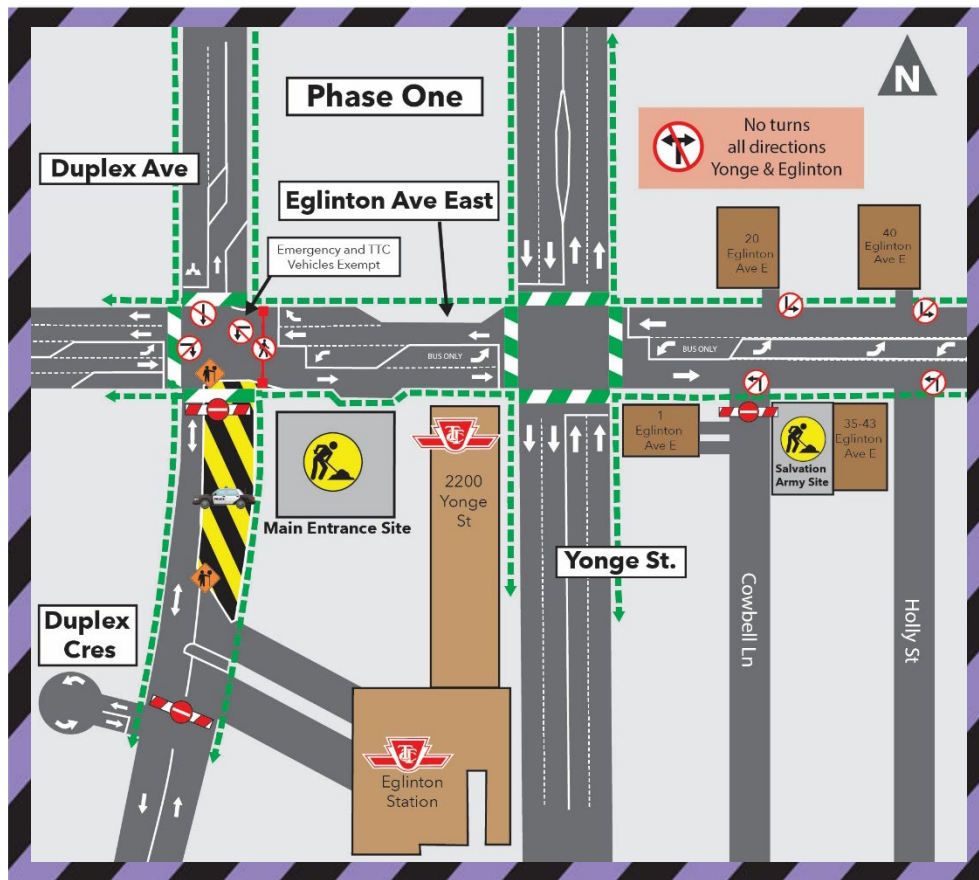 Phase One
N
No turns
all directions
Yonge & Eglinton
Duplex Ave
Eglinton Ave East
Emergency and TTC
Vehicles Exempt
20
Eglinton
Ave E
40
Eglinton
Ave E
BUS ONLY
BUS ONLY
1
Eglinton
Ave E
Salvation
Army Site
35-43
Eglinton
Ave E
TTC
2200
Yonge
St
Main Entrance Site
Yonge St.
Duplex
Cres
Cowbell Ln
Holly St
TTC
Eglinton
Station